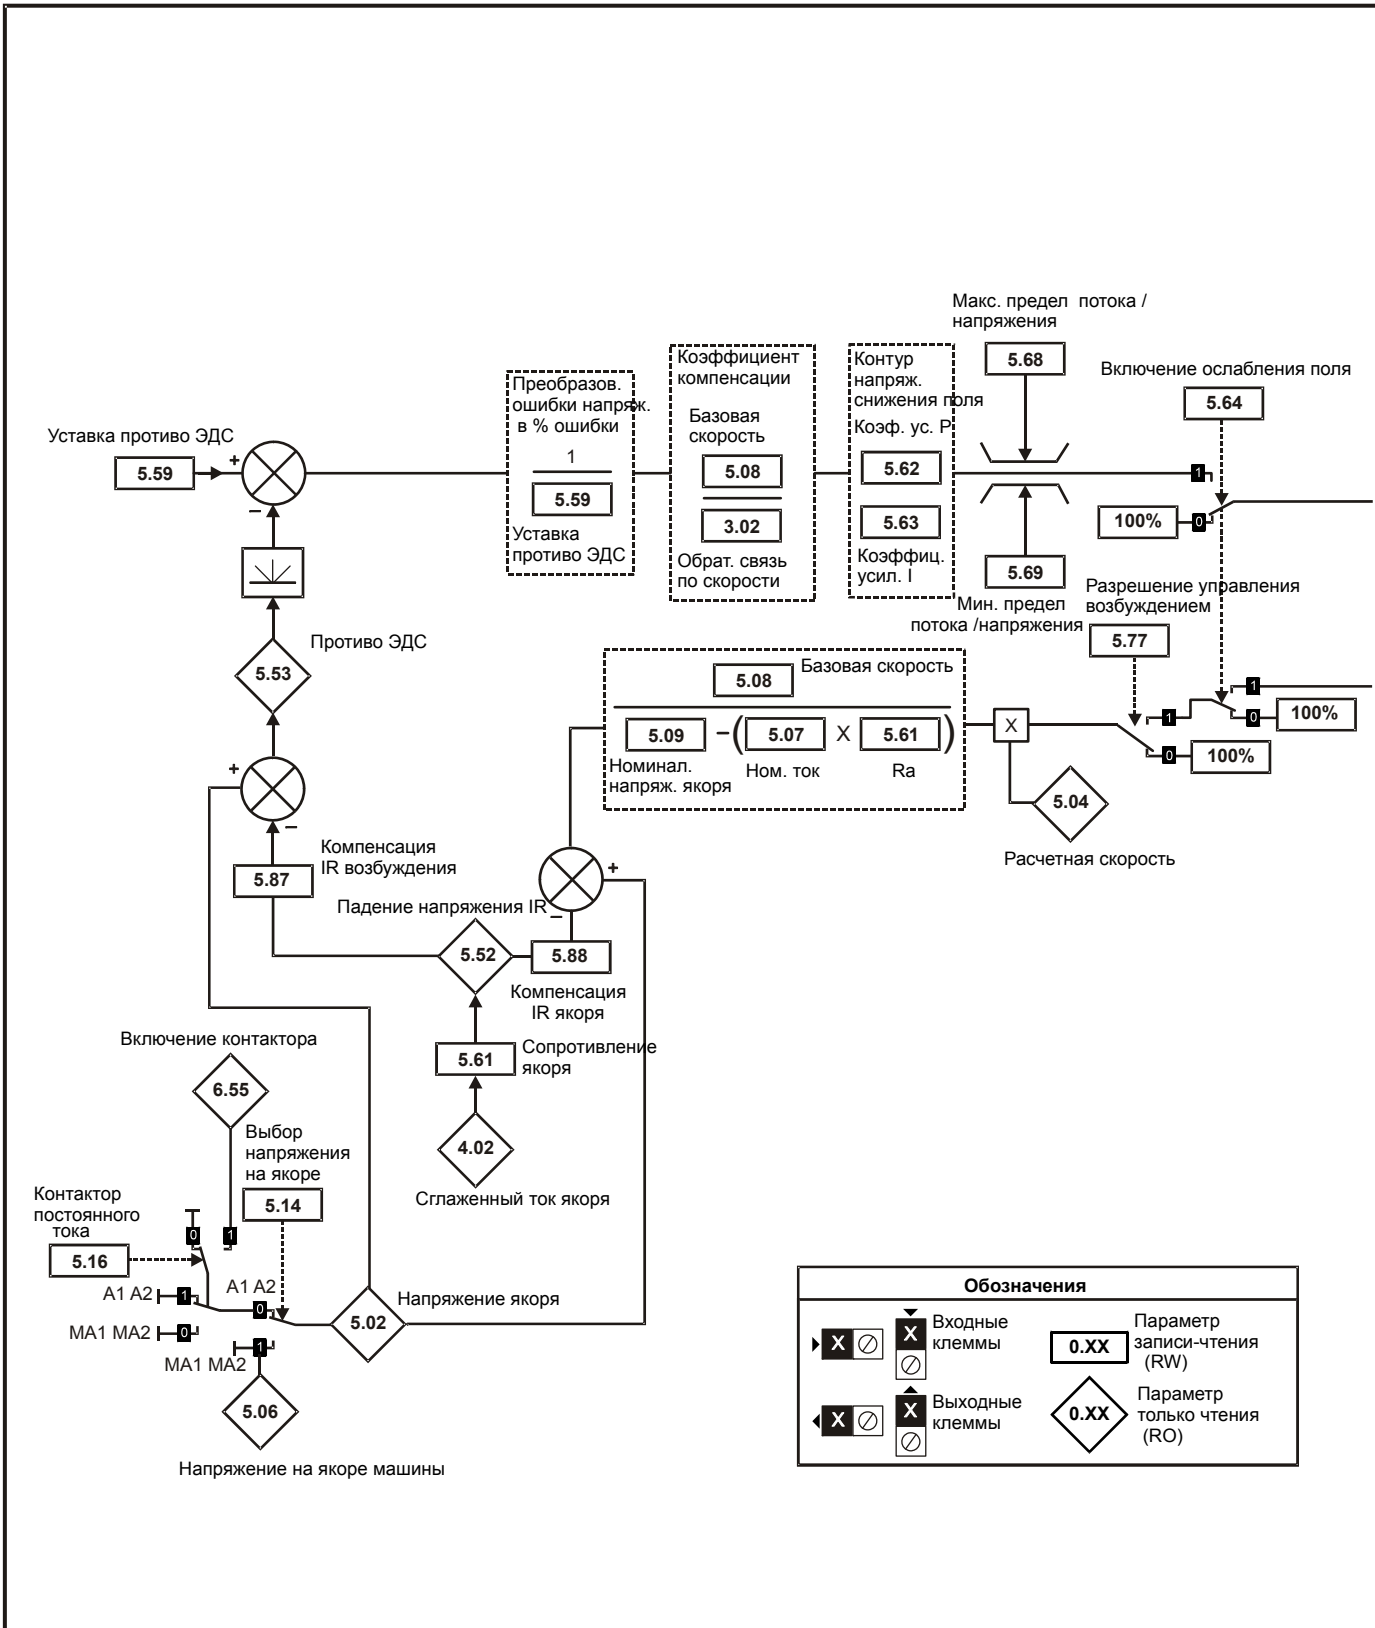 Макс. предел потока /
напряжения
5.68
Включение ослабления поля
5.64
Коэффициент
компенсации
Базовая
скорость
5.08
3.02
Обрат. связь
по скорости
Контур
напряж.
снижения поля
Коэф. ус. P
5.62
5.63
Коэффиц.
усил. I
Преобразов.
ошибки напряж.
в % ошибки
1
5.59
Уставка
противо ЭДС
Уставка противо ЭДС
5.59
+
−
1
100%
0
5.69
Мин. предел
потока /напряжения
Разрешение управления
возбуждением
5.77
Противо ЭДС
5.53
5.08
Базовая скорость
5.09
−
(
5.07
X
5.61
)
Номинал.
напряж. якоря
Ном. ток
Ra
X
1
0
100%
1
0
100%
5.04
Расчетная скорость
+
−
Компенсация
IR возбуждения
5.87
+
−
Падение напряжения IR
5.52
5.88
Компенсация
IR якоря
5.61
Сопротивление
якоря
4.02
Сглаженный ток якоря
Включение контактора
6.55
Выбор
напряжения
на якоре
5.14
Контактор
постоянного
тока
5.16
0
1
A1 A2
1
A1 A2
0
MA1 MA2
0
MA1 MA2
1
5.02
Напряжение якоря
5.06
Напряжение на якоре машины
Обозначения
X
X
Входные
клеммы
0.XX
Параметр
записи-чтения
(RW)
X
X
Выходные
клеммы
0.XX
Параметр
только чтения
(RO)